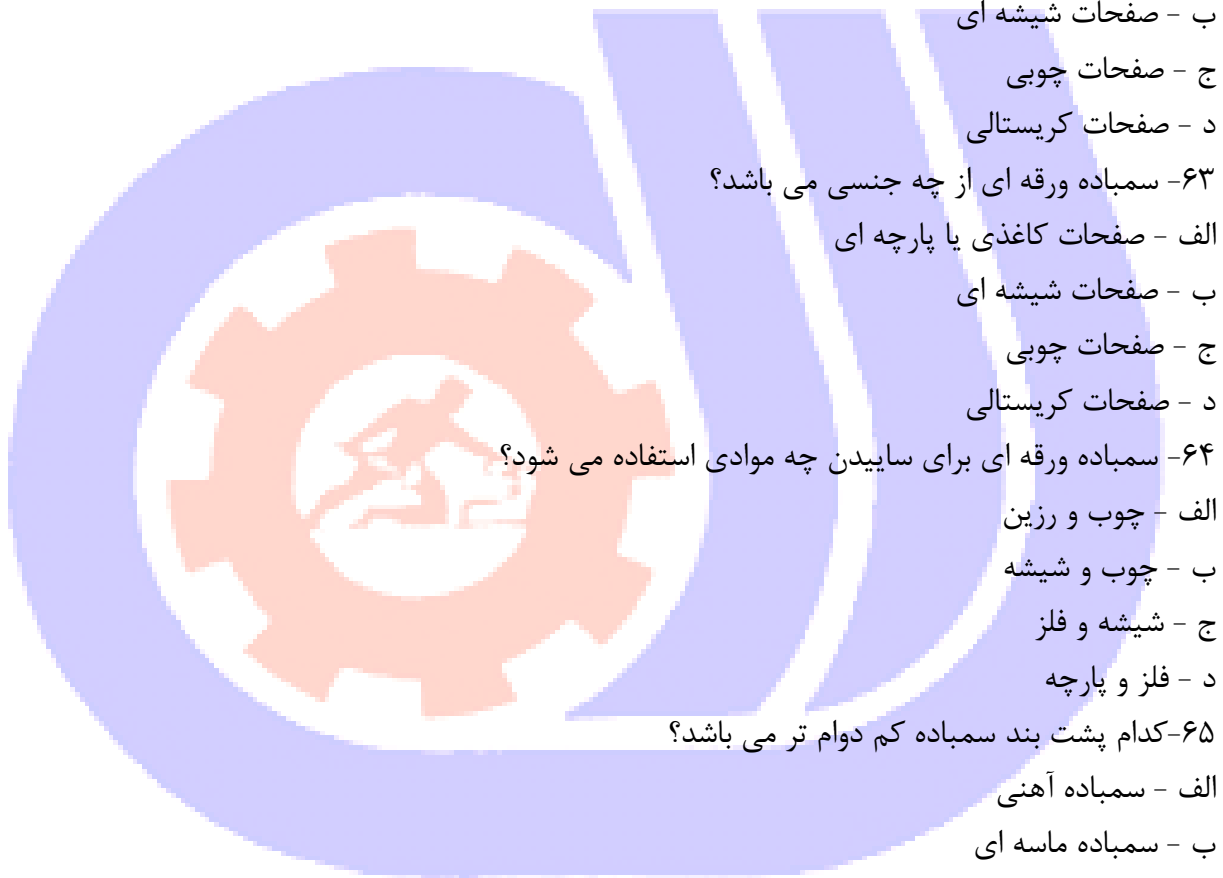 ب - صفحات شیشه ای
ج - صفحات چوبی
د - صفحات کریستالی
۶۳- سمباده ورقه ای از چه جنسی می باشد؟
الف - صفحات کاغذی یا پارچه ای
ب - صفحات شیشه ای
ج - صفحات چوبی
د - صفحات کریستالی
۶۴- سمباده ورقه ای برای ساییدن چه موادی استفاده می شود؟
الف - چوب و رزین
ب - چوب و شیشه
ج - شیشه و فلز
د - فلز و پارچه
۶۵-کدام پشت بند سمباده کم دوام تر می باشد؟
الف - سمباده آهنی
ب - سمباده ماسه ای